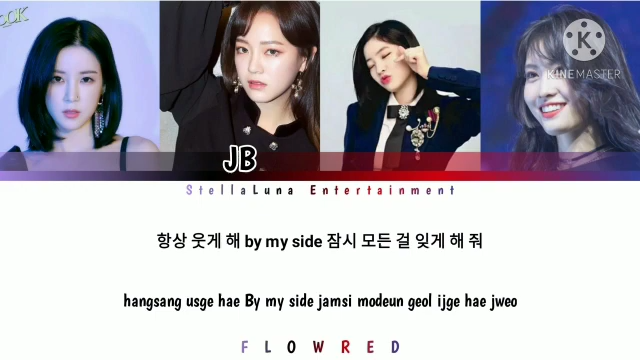 KINEMASTER
JB
StellaLuna Entertainment
항상 웃게 해 by my side 잠시 모든 걸 잊게 해 줘
hangsang usge hae By my side jamsi modeun geol ijge hae jweo
FLOWRED